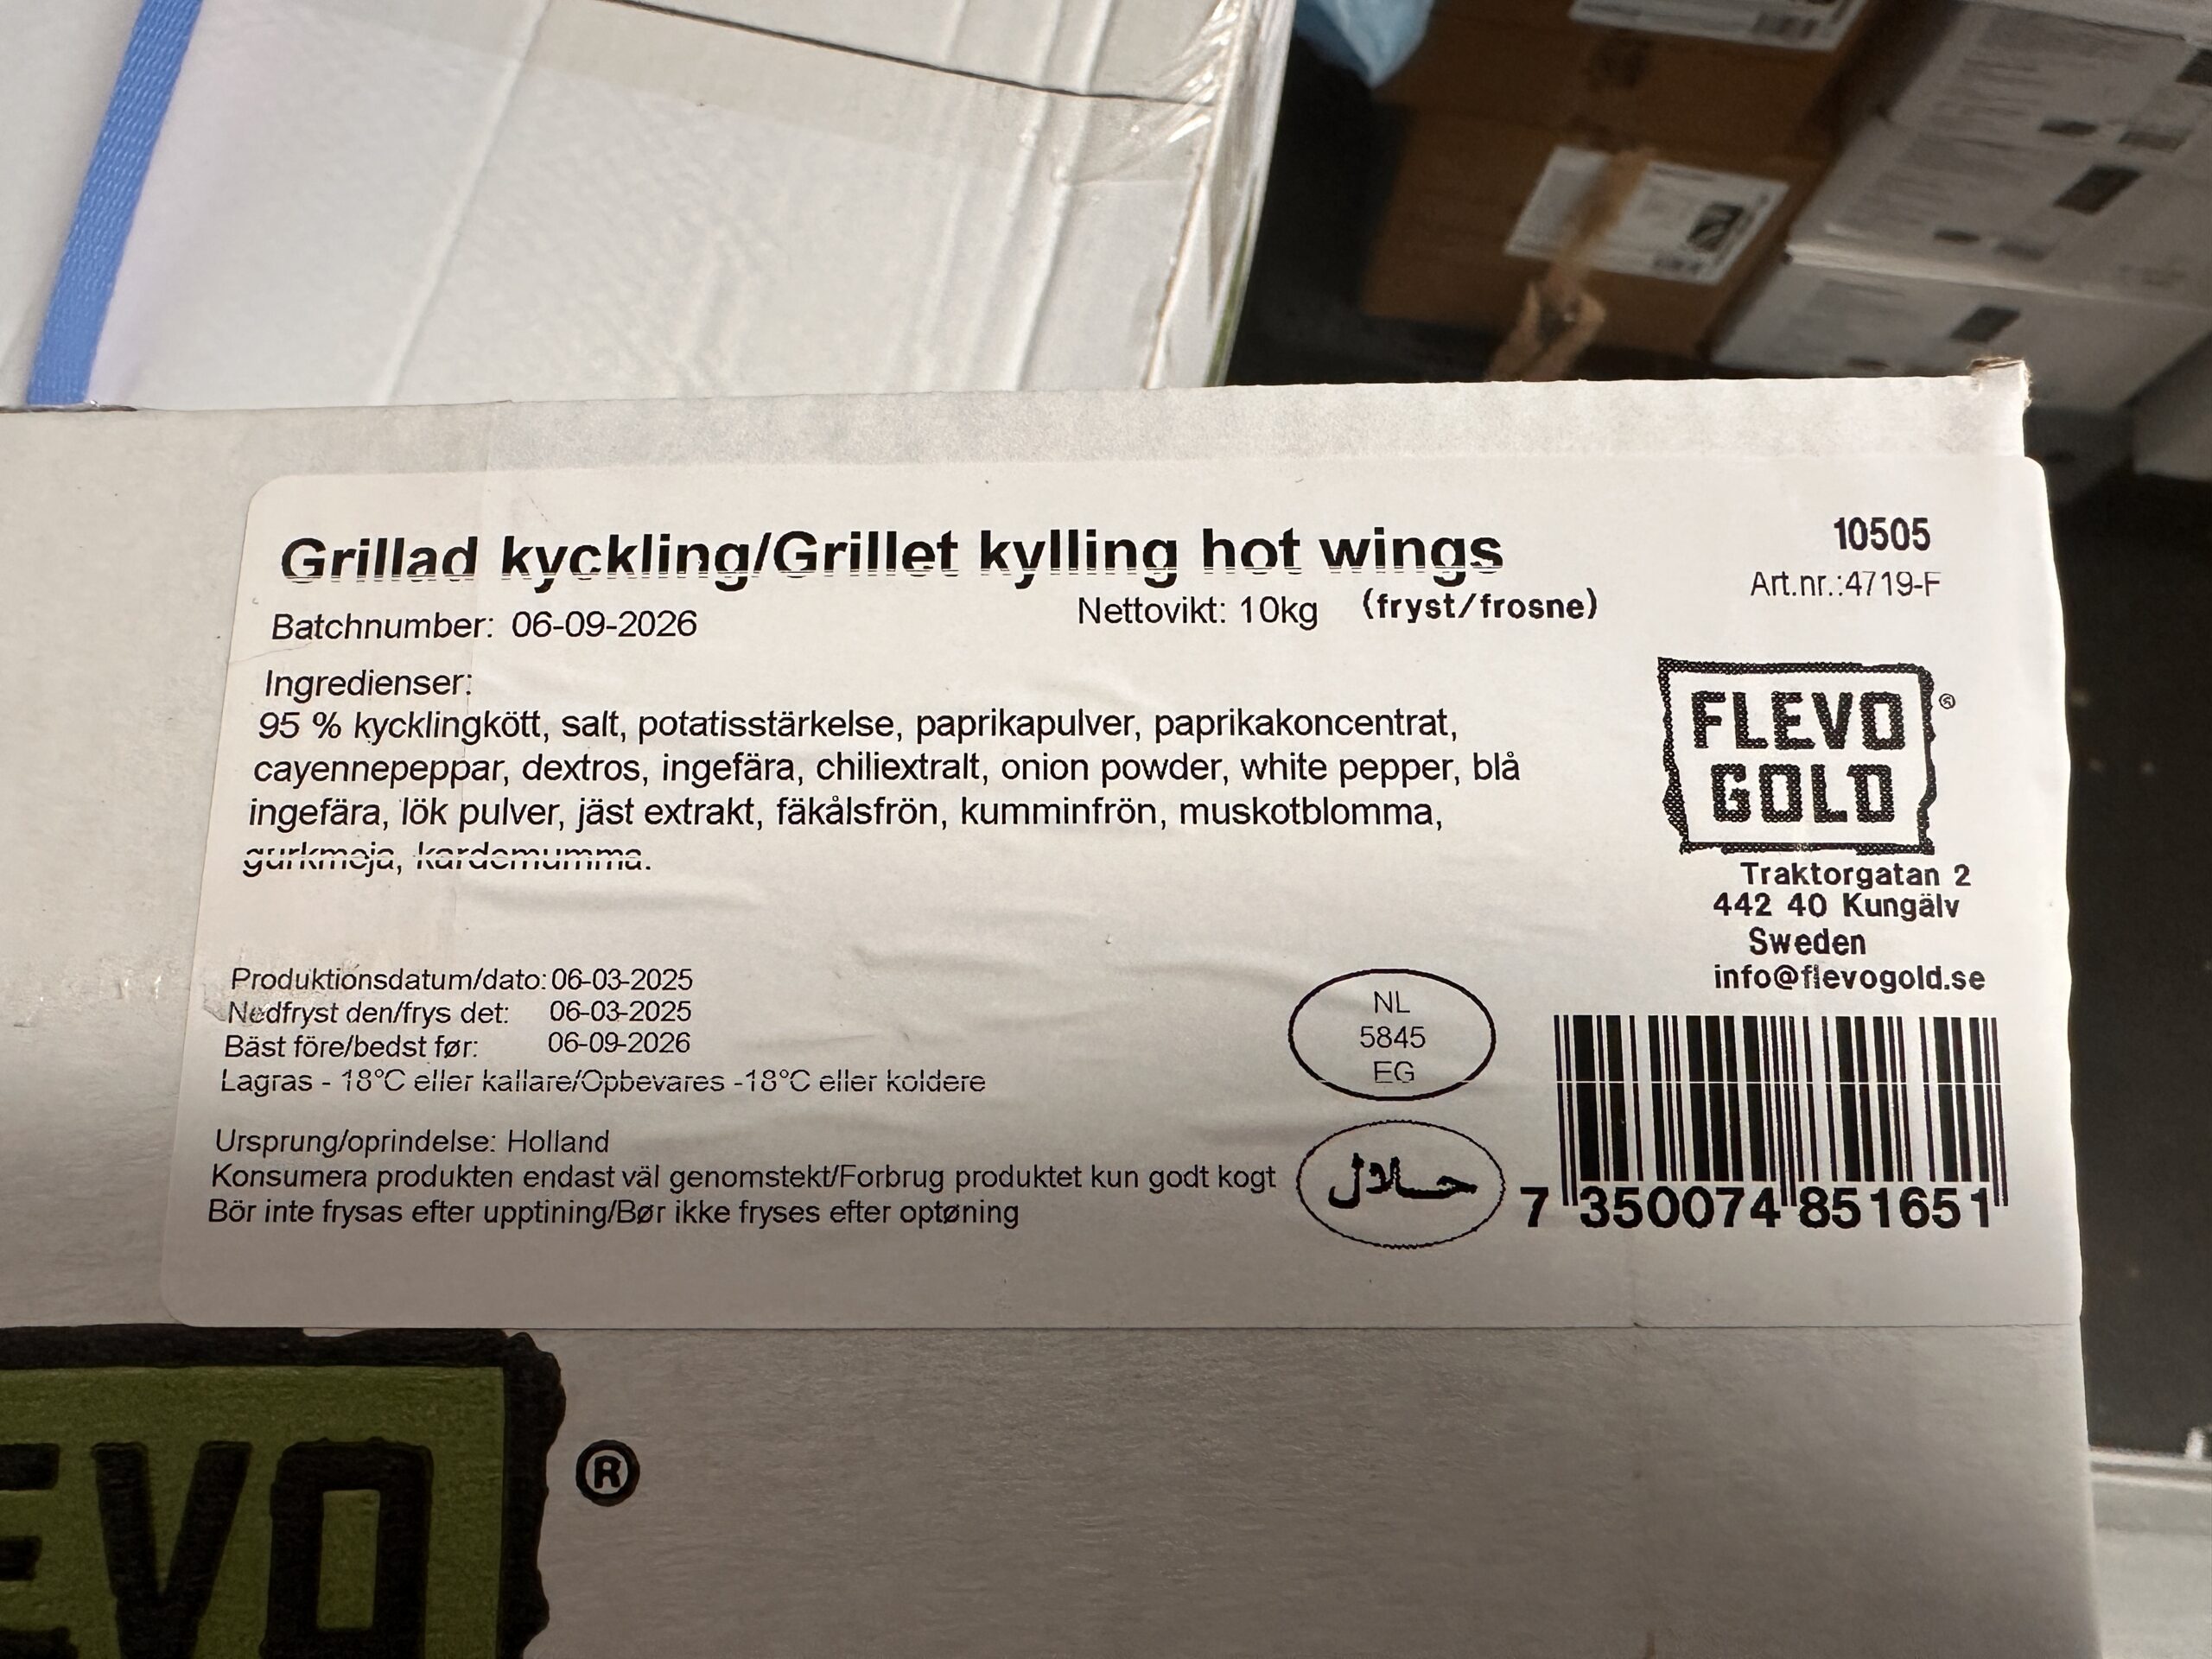 Grillad kyckling/Grillet kylling hot wings
10505
Art.nr.:4719-F
Batchnumber: 06-09-2026
Nettovikt: 10kg (fryst/frosne)
Ingredienser:
95 % kycklingkött, salt, potatisstärkelse, paprikapulver, paprikakoncentrat,
cayennepeppar, dextros, ingefära, chiliextralt, onion powder, white pepper, blå
ingefära, lök pulver, jäst extrakt, fäkålsfrön, kumminfrön, muskotblomma,
gurkmeja, kardemumma.
FLEVO
GOLD
®
Traktorgatan 2
442 40 Kungälv
Sweden
info@flevogold.se
Produktionsdatum/dato: 06-03-2025
Nedfryst den/frys det: 06-03-2025
Bäst före/bedst før: 06-09-2026
Lagras - 18°C eller kallare/Opbevares -18°C eller koldere
NL
5845
EG
Ursprung/oprindelse: Holland
Konsumera produkten endast väl genomstekt/Forbrug produktet kun godt kogt
Bör inte frysas efter upptining/Bør ikke fryses efter optøning
حلال
7 350074 851651
EVO
®